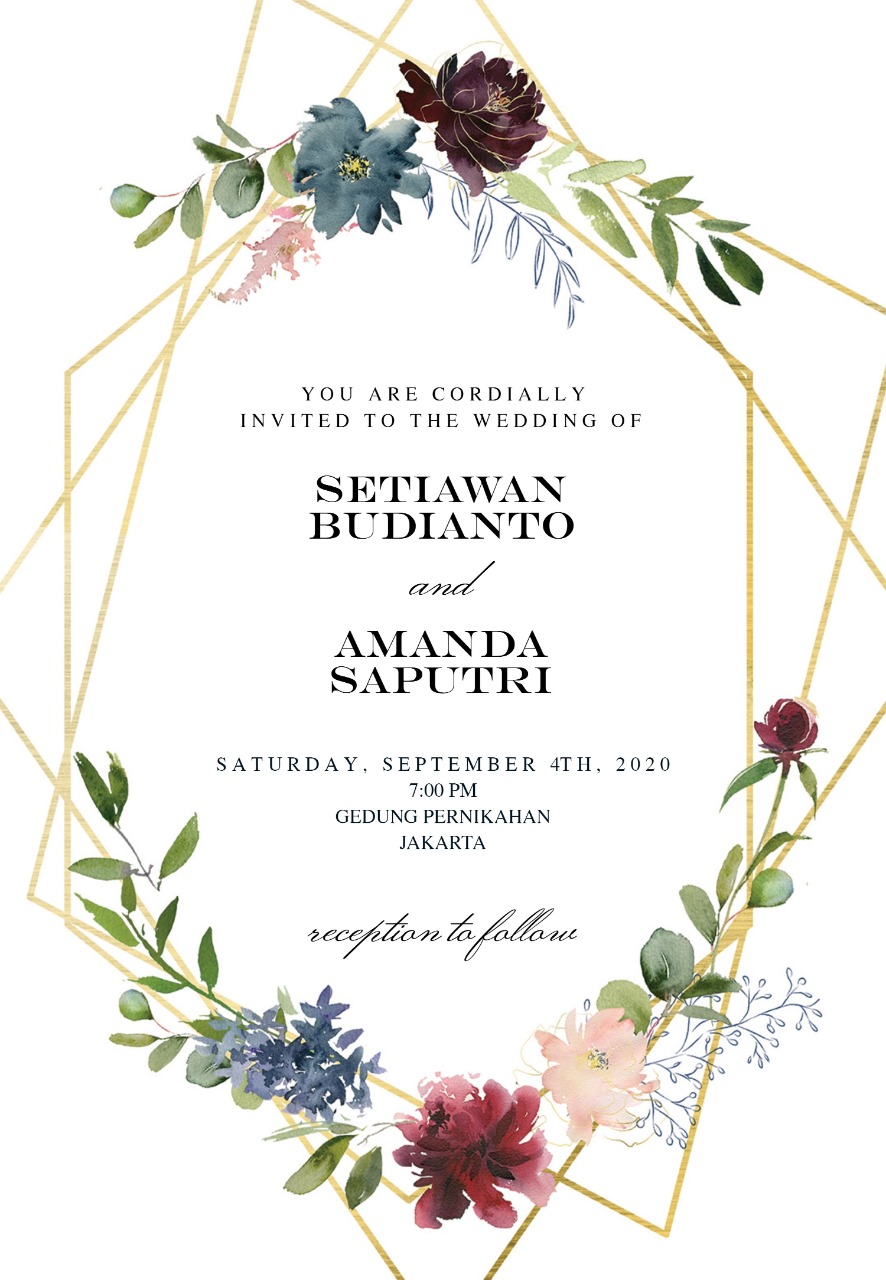 YOU ARE CORDIALLY
INVITED TO THE WEDDING OF
SETIAWAN
BUDIANTO
and
AMANDA
SAPUTRI
SATURDAY, SEPTEMBER 4TH, 2020
7:00 PM
GEDUNG PERNIKAHAN
JAKARTA
reception to follow